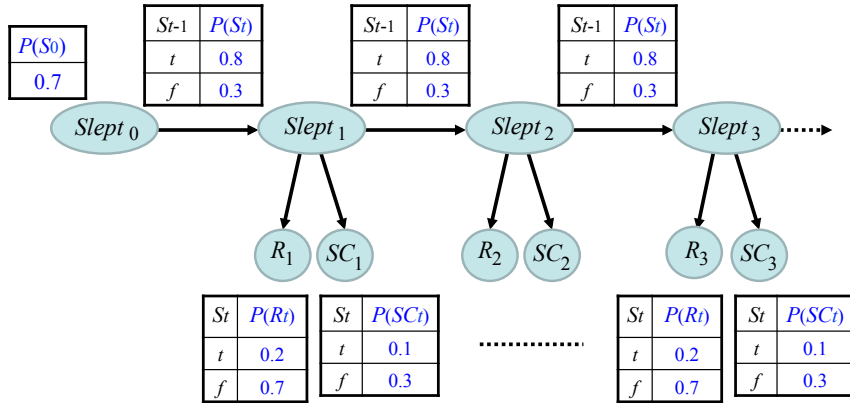 P(S0)
0.7
St-1 P(St)
t 0.8
f 0.3
St-1 P(St)
t 0.8
f 0.3
St-1 P(St)
t 0.8
f 0.3
Slept 0
Slept 1
Slept 2
Slept 3
R1
SC1
R2
SC2
R3
SC3
St P(Rt)
t 0.2
f 0.7
St P(SCt)
t 0.1
f 0.3
St P(Rt)
t 0.2
f 0.7
St P(SCt)
t 0.1
f 0.3